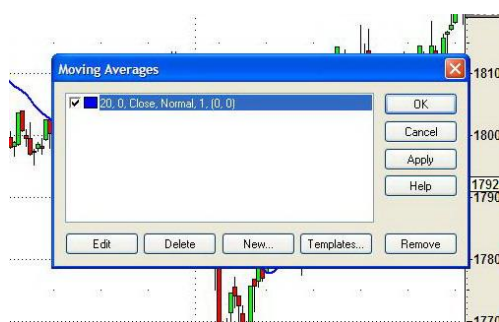 Moving Averages
20, 0, Close, Normal, 1, (0, 0)
OK
Cancel
Apply
Help
Edit
Delete
New...
Templates...
Remove
1810
1800
1792
1790
1780
1770